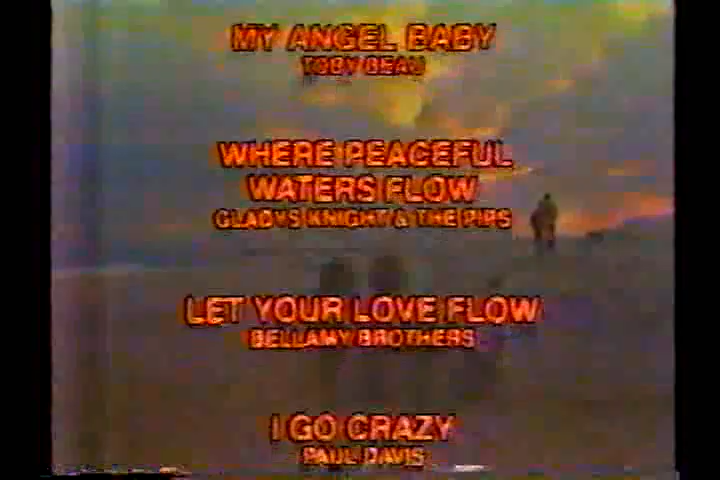 MY ANGEL BABY
TOBY BEAU
WHERE PEACEFUL
WATERS FLOW
GLADYS KNIGHT & THE PIPS
LET YOUR LOVE FLOW
BELLAMY BROTHERS
I GO CRAZY
PAUL DAVIS